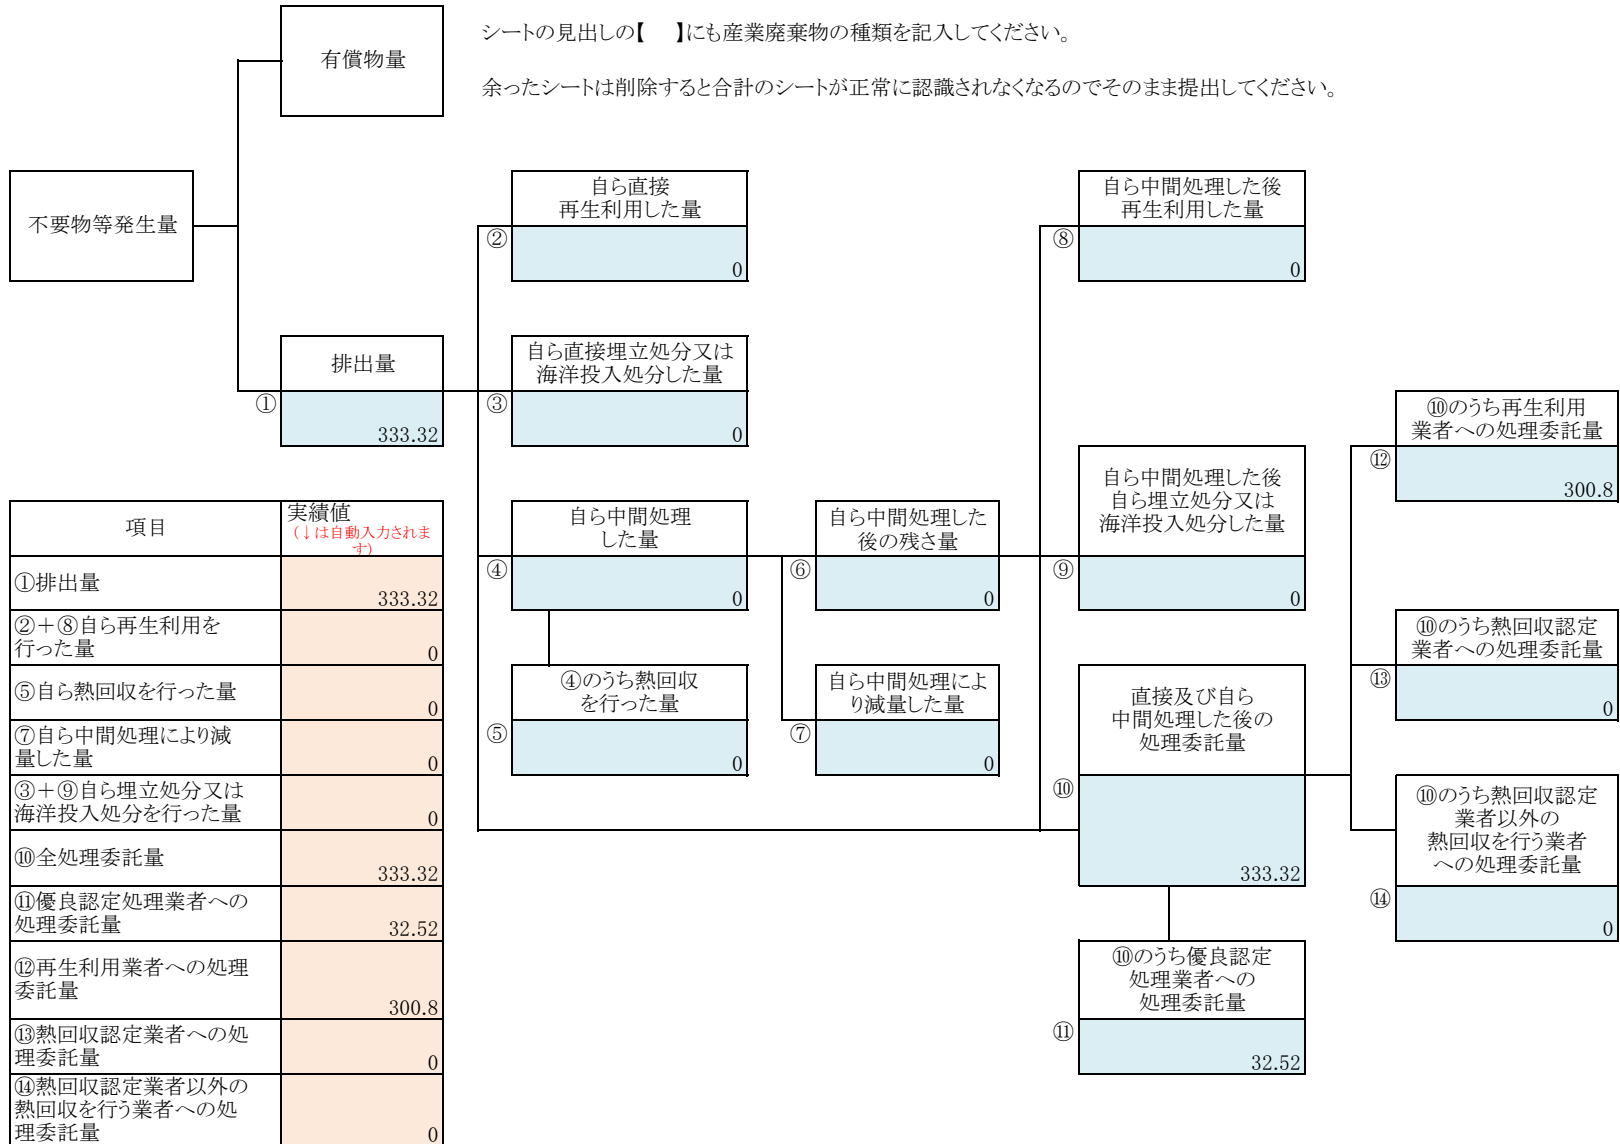 有償物量
シートの見出しの【　】にも産業廃棄物の種類を記入してください。
余ったシートは削除すると合計のシートが正常に認識されなくなるのでそのまま提出してください。
不要物等発生量
自ら直接
再生利用した量
②
0
自ら中間処理した後
再生利用した量
⑧
0
排出量
①
333.32
自ら直接埋立処分又は
海洋投入処分した量
③
0
⑩のうち再生利用
業者への処理委託量
⑫
300.8
自ら中間処理
した量
④
0
自ら中間処理した
後の残さ量
⑥
0
自ら中間処理した後
自ら埋立処分又は
海洋投入処分した量
⑨
0
⑩のうち熱回収認定
業者への処理委託量
⑬
0
④のうち熱回収
を行った量
⑤
0
自ら中間処理によ
り減量した量
⑦
0
直接及び自ら
中間処理した後の
処理委託量
⑩
333.32
⑩のうち熱回収認定
業者以外の
熱回収を行う業者
への処理委託量
⑭
0
⑩のうち優良認定
処理業者への
処理委託量
⑪
32.52
項目
実績値
(↓は自動入力されま
す)
①排出量
333.32
②＋⑧自ら再生利用を
行った量
0
⑤自ら熱回収を行った量
0
⑦自ら中間処理により減
量した量
0
③＋⑨自ら埋立処分又は
海洋投入処分を行った量
0
⑩全処理委託量
333.32
⑪優良認定処理業者への
処理委託量
32.52
⑫再生利用業者への処理
委託量
300.8
⑬熱回収認定業者への処
理委託量
0
⑭熱回収認定業者以外の
熱回収を行う業者への処
理委託量
0